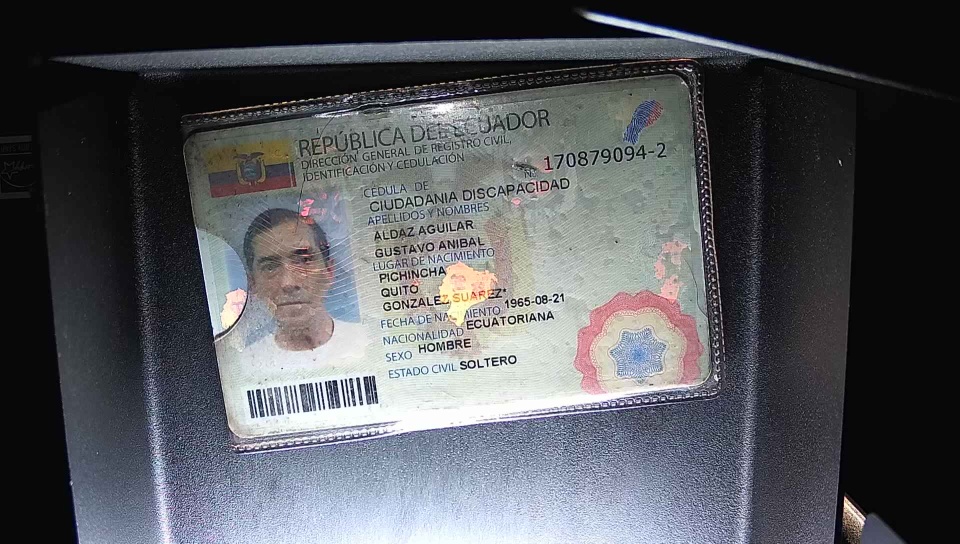 REPÚBLICA DEL ECUADOR
DIRECCIÓN GENERAL DE REGISTRO CIVIL,
IDENTIFICACIÓN Y CEDULACIÓN
No. 170879094-2
CÉDULA DE
CIUDADANIA DISCAPACIDAD
APELLIDOS Y NOMBRES
ALDAZ AGUILAR
GUSTAVO ANIBAL
LUGAR DE NACIMIENTO
PICHINCHA
QUITO
GONZALEZ SUAREZ*
FECHA DE NACIMIENTO 1965-08-21
NACIONALIDAD ECUATORIANA
SEXO HOMBRE
ESTADO CIVIL SOLTERO